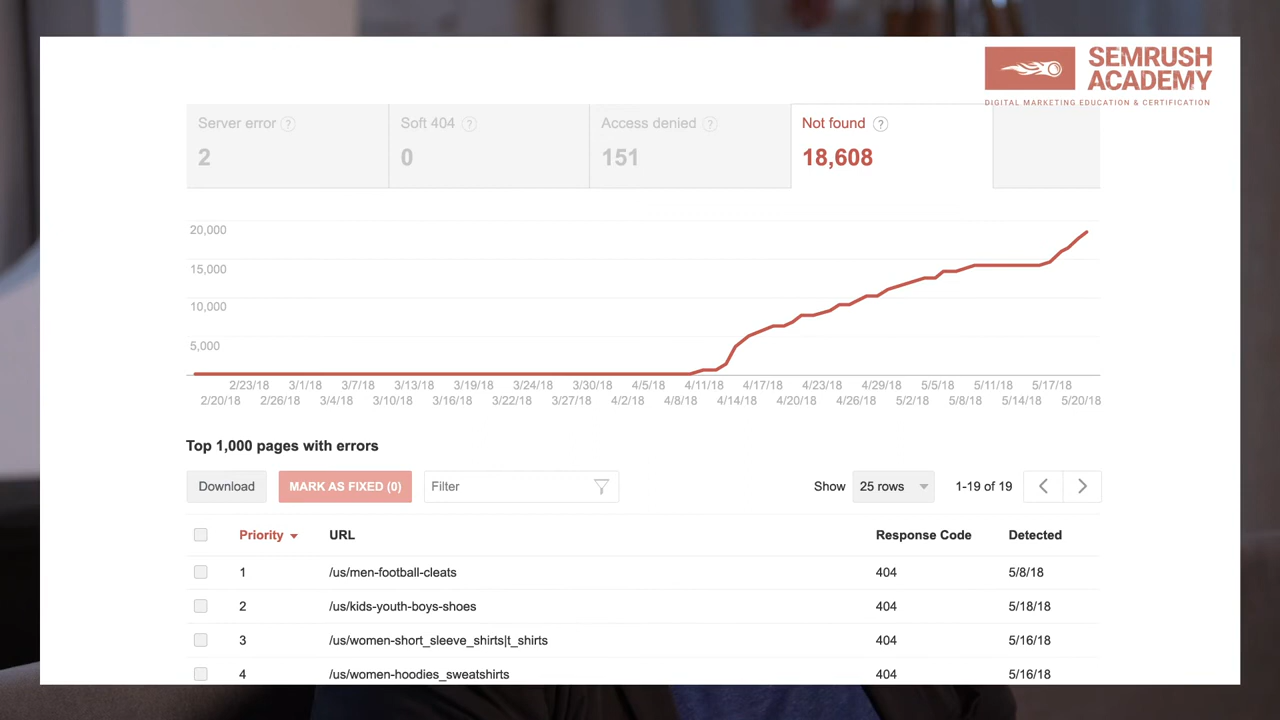 SEMRUSH
ACADEMY
DIGITAL MARKETING EDUCATION & CERTIFICATION
Server error ? Soft 404 ? Access denied ? Not found ?
2 0 151 18,608
20,000
15,000
10,000
5,000
2/23/18 3/1/18 3/7/18 3/13/18 3/19/18 3/24/18 3/30/18 4/5/18 4/11/18 4/17/18 4/23/18 4/29/18 5/5/18 5/11/18 5/17/18
2/20/18 2/26/18 3/4/18 3/10/18 3/16/18 3/22/18 3/27/18 4/2/18 4/8/18 4/14/18 4/20/18 4/26/18 5/2/18 5/8/18 5/14/18 5/20/18
Top 1,000 pages with errors
Download MARK AS FIXED (0) Filter Show 25 rows 1-19 of 19
Priority URL Response Code Detected
1 /us/men-football-cleats 404 5/8/18
2 /us/kids-youth-boys-shoes 404 5/18/18
3 /us/women-short_sleeve_shirts|t_shirts 404 5/16/18
4 /us/women-hoodies_sweatshirts 404 5/16/18